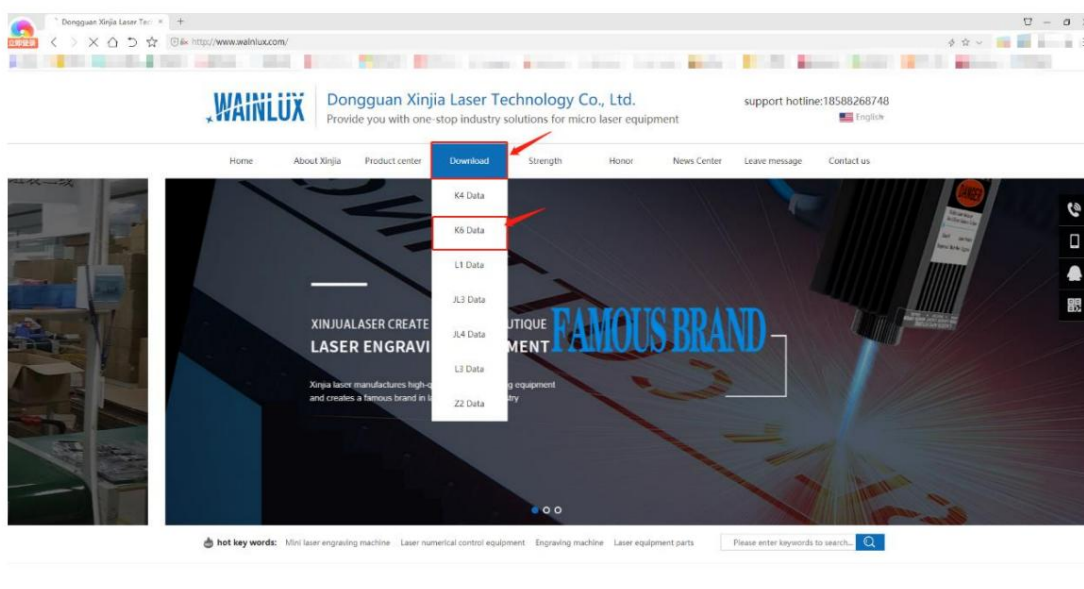 Dongguan Xinjia Laser Tec
http://www.wainlux.com/
WAINLUX
Dongguan Xinjia Laser Technology Co., Ltd.
Provide you with one-stop industry solutions for micro laser equipment
support hotline:18588268748
English
Home About Xinjia Product center Download Strength Honor News Center Leave message Contact us
K4 Data
K6 Data
L1 Data
JL3 Data
JL4 Data
L3 Data
Z2 Data
DANGER
XINJUALASER CREATE UTIQUE
LASER ENGRAVI MENT
FAMOUS BRAND
Xinjia laser manufactures high-q g equipment
and creates a famous brand in la stry
hot key words: Mini laser engraving machine Laser numerical control equipment Engraving machine Laser equipment parts
Please enter keywords to search...